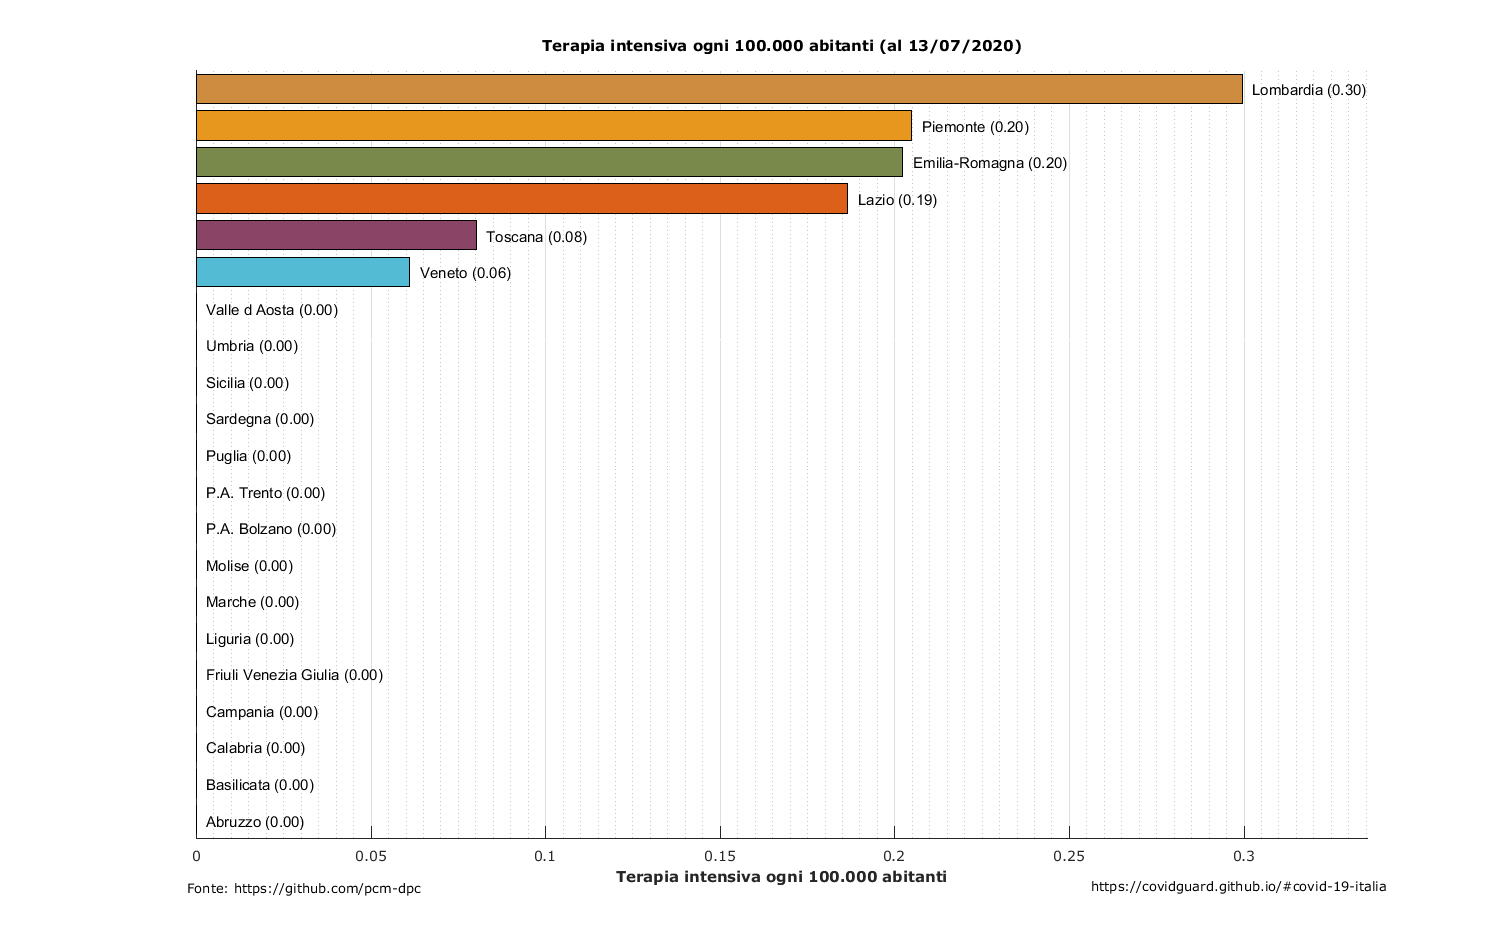 Terapia intensiva ogni 100.000 abitanti (al 13/07/2020)
Lombardia (0.30)
Piemonte (0.20)
Emilia-Romagna (0.20)
Lazio (0.19)
Toscana (0.08)
Veneto (0.06)
Valle d Aosta (0.00)
Umbria (0.00)
Sicilia (0.00)
Sardegna (0.00)
Puglia (0.00)
P.A. Trento (0.00)
P.A. Bolzano (0.00)
Molise (0.00)
Marche (0.00)
Liguria (0.00)
Friuli Venezia Giulia (0.00)
Campania (0.00)
Calabria (0.00)
Basilicata (0.00)
Abruzzo (0.00)
0 0.05 0.1 0.15 0.2 0.25 0.3
Terapia intensiva ogni 100.000 abitanti
Fonte: https://github.com/pcm-dpc
https://covidguard.github.io/#covid-19-italia